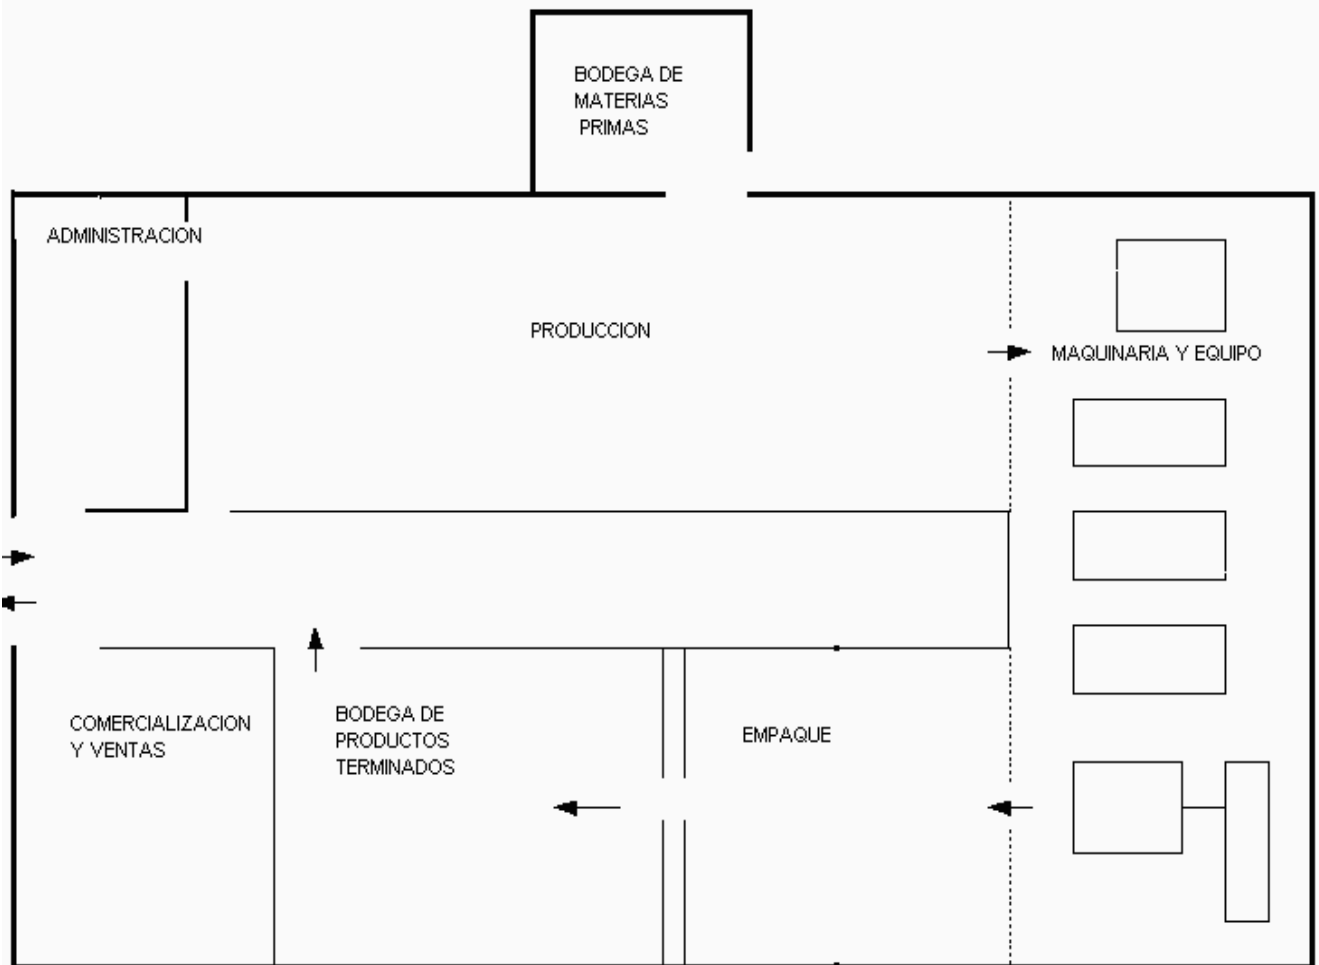 BODEGA DE
MATERIAS
PRIMAS
ADMINISTRACION
PRODUCCION
MAQUINARIA Y EQUIPO
COMERCIALIZACION
Y VENTAS
BODEGA DE
PRODUCTOS
TERMINADOS
EMPAQUE